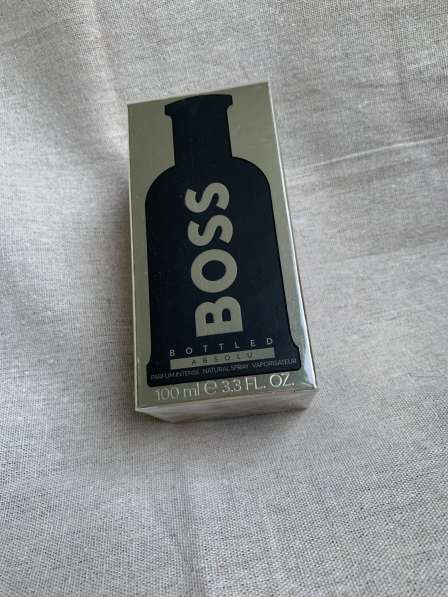 BOSS
BOTTLED
ABSOLU
PARFUM INTENSE NATURAL SPRAY VAPORISATEUR
100 ml ℮ 3.3 FL. OZ.